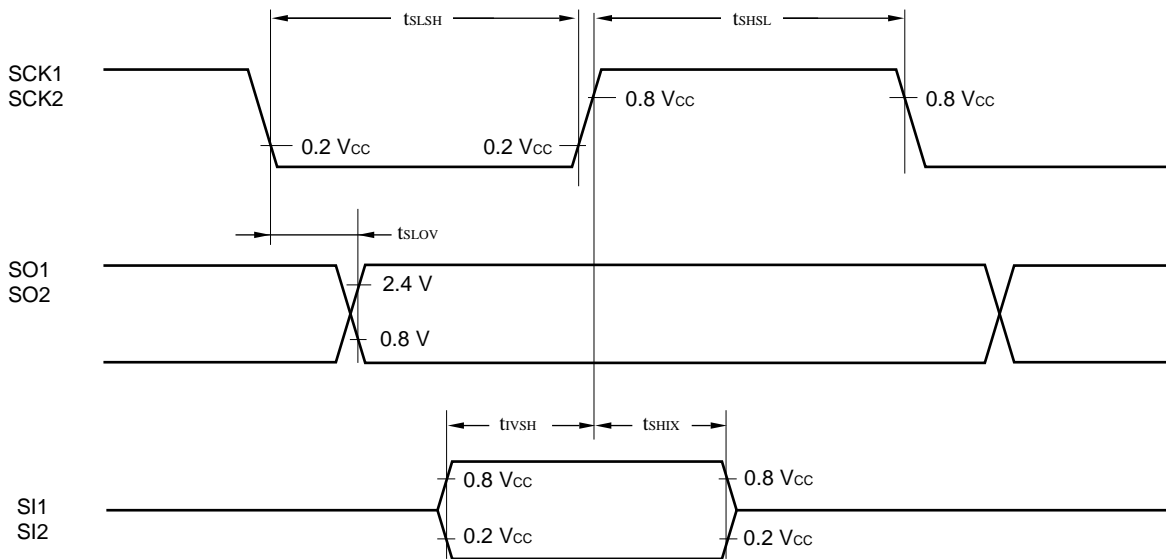 tSLSH
tSHSL
SCK1
SCK2
0.8 VCC
0.8 VCC
0.2 VCC
0.2 VCC
tSLOV
SO1
SO2
2.4 V
0.8 V
tIVSH
tSHIX
0.8 VCC
0.8 VCC
SI1
SI2
0.2 VCC
0.2 VCC